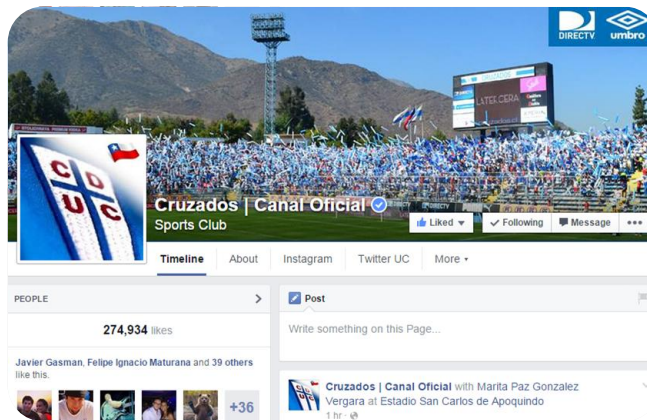 DIRECTV
umbro
CRUZADOS
DIRECTV
C D
U C
Cruzados | Canal Oficial
Sports Club
Liked
Following
Message
Timeline
About
Instagram
Twitter UC
More
PEOPLE
274,934 likes
Javier Gasman, Felipe Ignacio Maturana and 39 others
like this.
+36
Post
Write something on this Page...
Cruzados | Canal Oficial with Marita Paz Gonzalez
Vergara at Estadio San Carlos de Apoquindo
1 hr ·